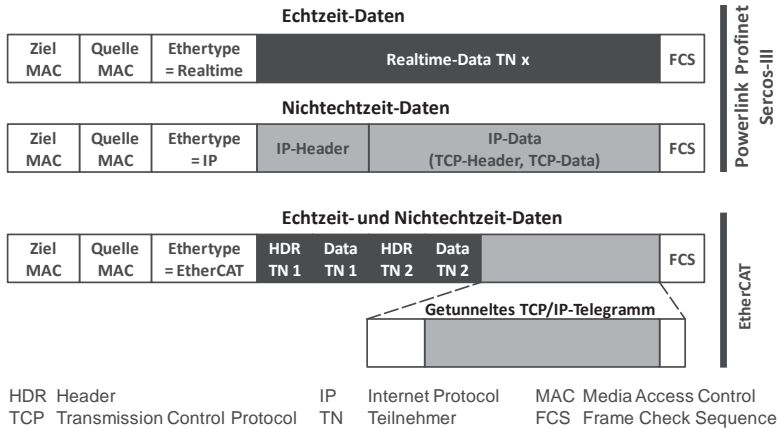 Echtzeit-Daten
Ziel MAC
Quelle MAC
Ethertype = Realtime
Realtime-Data TN x
FCS
Nichtechtzeit-Daten
Ziel MAC
Quelle MAC
Ethertype = IP
IP-Header
IP-Data (TCP-Header, TCP-Data)
FCS
Powerlink Profinet
Sercos-III
Echtzeit- und Nichtechtzeit-Daten
Ziel MAC
Quelle MAC
Ethertype = EtherCAT
HDR TN 1
Data TN 1
HDR TN 2
Data TN 2
FCS
Getunneltes TCP/IP-Telegramm
EtherCAT
HDR Header
IP Internet Protocol
MAC Media Access Control
TCP Transmission Control Protocol
TN Teilnehmer
FCS Frame Check Sequence